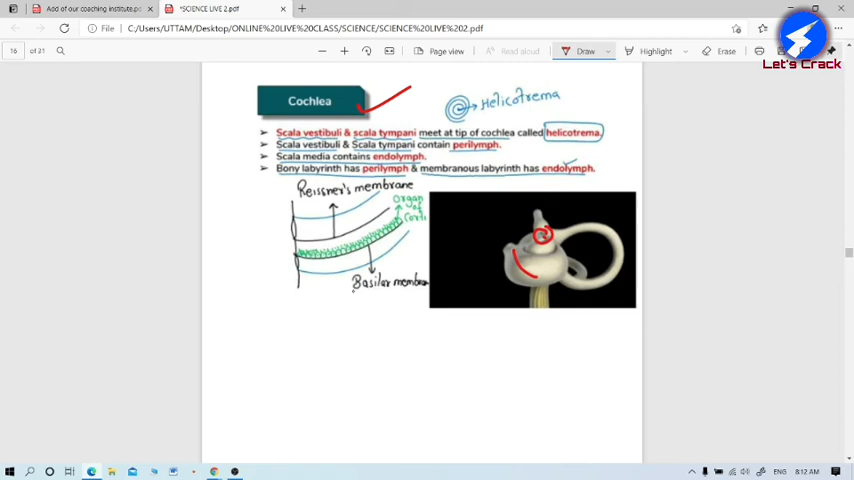 Add of our coaching institute.pd
*SCIENCE LIVE 2.pdf
File
C:/Users/UTTAM/Desktop/ONLINE%20LIVE%20CLASS/SCIENCE/SCIENCE%20LIVE%202.pdf
16 of 21
Page view
Read aloud
Draw
Highlight
Erase
Let's Crack
Cochlea
Helicotrema
Scala vestibuli & scala tympani meet at tip of cochlea called helicotrema.
Scala vestibuli & Scala tympani contain perilymph.
Scala media contains endolymph.
Bony labyrinth has perilymph & membranous labyrinth has endolymph.
Reissner's membrane
Organ
of
Corti
Basilar membran
ENG
8:12 AM